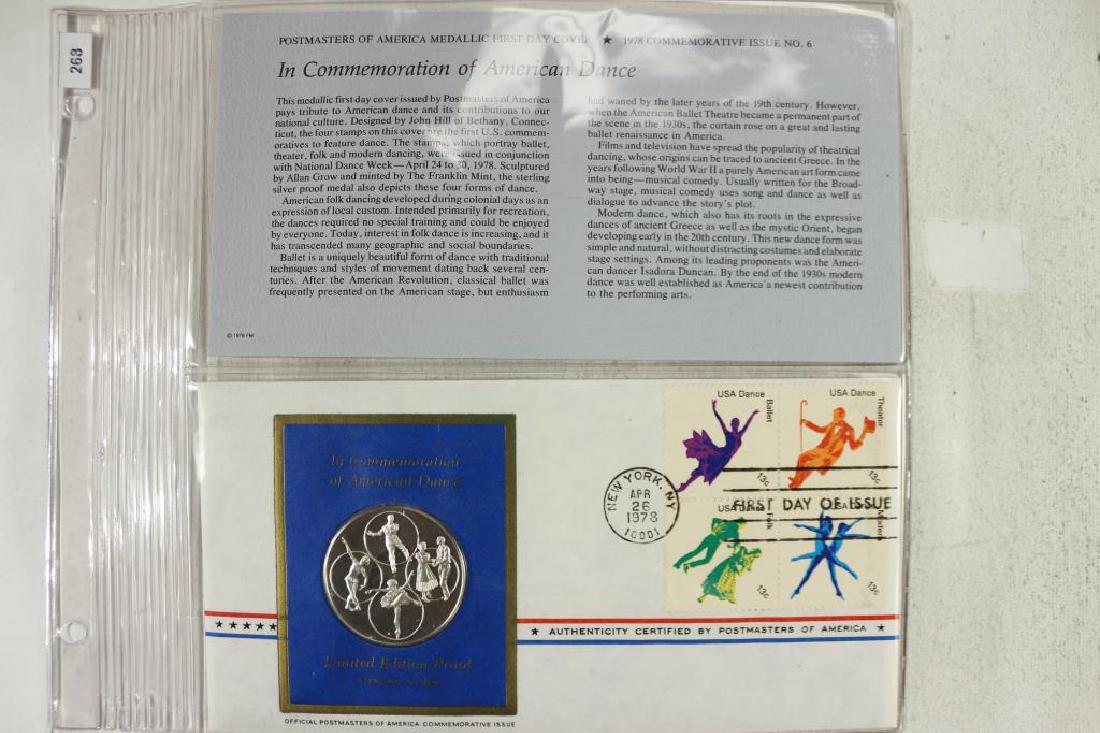 268
POSTMASTERS OF AMERICA MEDALLIC FIRST DAY COVER ★ 1978 COMMEMORATIVE ISSUE NO. 6
In Commemoration of American Dance
This medallic first day cover issued by Postmasters of America
pays tribute to American dance and its contributions to our
national culture. Designed by John Hill of Bethany, Connec-
ticut, the four stamps on this cover are the first U.S. commem-
oratives to feature dance. The stamps, which portray ballet,
theater, folk and modern dancing, were issued in conjunction
with National Dance Week—April 24 to 30, 1978. Sculptured
by Allan Grow and minted by The Franklin Mint, the sterling
silver proof medal also depicts these four forms of dance.
American folk dancing developed during colonial days as an
expression of local custom. Intended primarily for recreation,
the dances required no special training and could be enjoyed
by everyone. Today, interest in folk dance is increasing, and it
has transcended many geographic and social boundaries.
Ballet is a uniquely beautiful form of dance with traditional
techniques and styles of movement dating back several cen-
turies. After the American Revolution, classical ballet was
frequently presented on the American stage, but enthusiasm
had waned by the later years of the 19th century. However,
when the American Ballet Theatre became a permanent part of
the scene in the 1930s, the curtain rose on a great and lasting
ballet renaissance in America.
Films and television have spread the popularity of theatrical
dancing, whose origins can be traced to ancient Greece. In the
years following World War II a purely American art form came
into being—musical comedy. Usually written for the Broad-
way stage, musical comedy uses song and dance as well as
dialogue to advance the story's plot.
Modern dance, which also has its roots in the expressive
dances of ancient Greece as well as the mystic Orient, began
developing early in the 20th century. This new dance form was
simple and natural, without distracting costumes and elaborate
stage settings. Among its leading proponents was the Ameri-
can dancer Isadora Duncan. By the end of the 1930s modern
dance was well established as America's newest contribution
to the performing arts.
© 1978 FMI
In Commemoration
of American Dance
Limited Edition Proof
OFFICIAL POSTMASTERS OF AMERICA COMMEMORATIVE ISSUE
USA Dance
Ballet
13c
USA Dance
Theater
13c
NEW YORK, NY
APR
26
1978
10001
FIRST DAY OF ISSUE
USA Dance
Folk
13c
USA Dance
Modern
13c
★★★★★
★ AUTHENTICITY CERTIFIED BY POSTMASTERS OF AMERICA ★